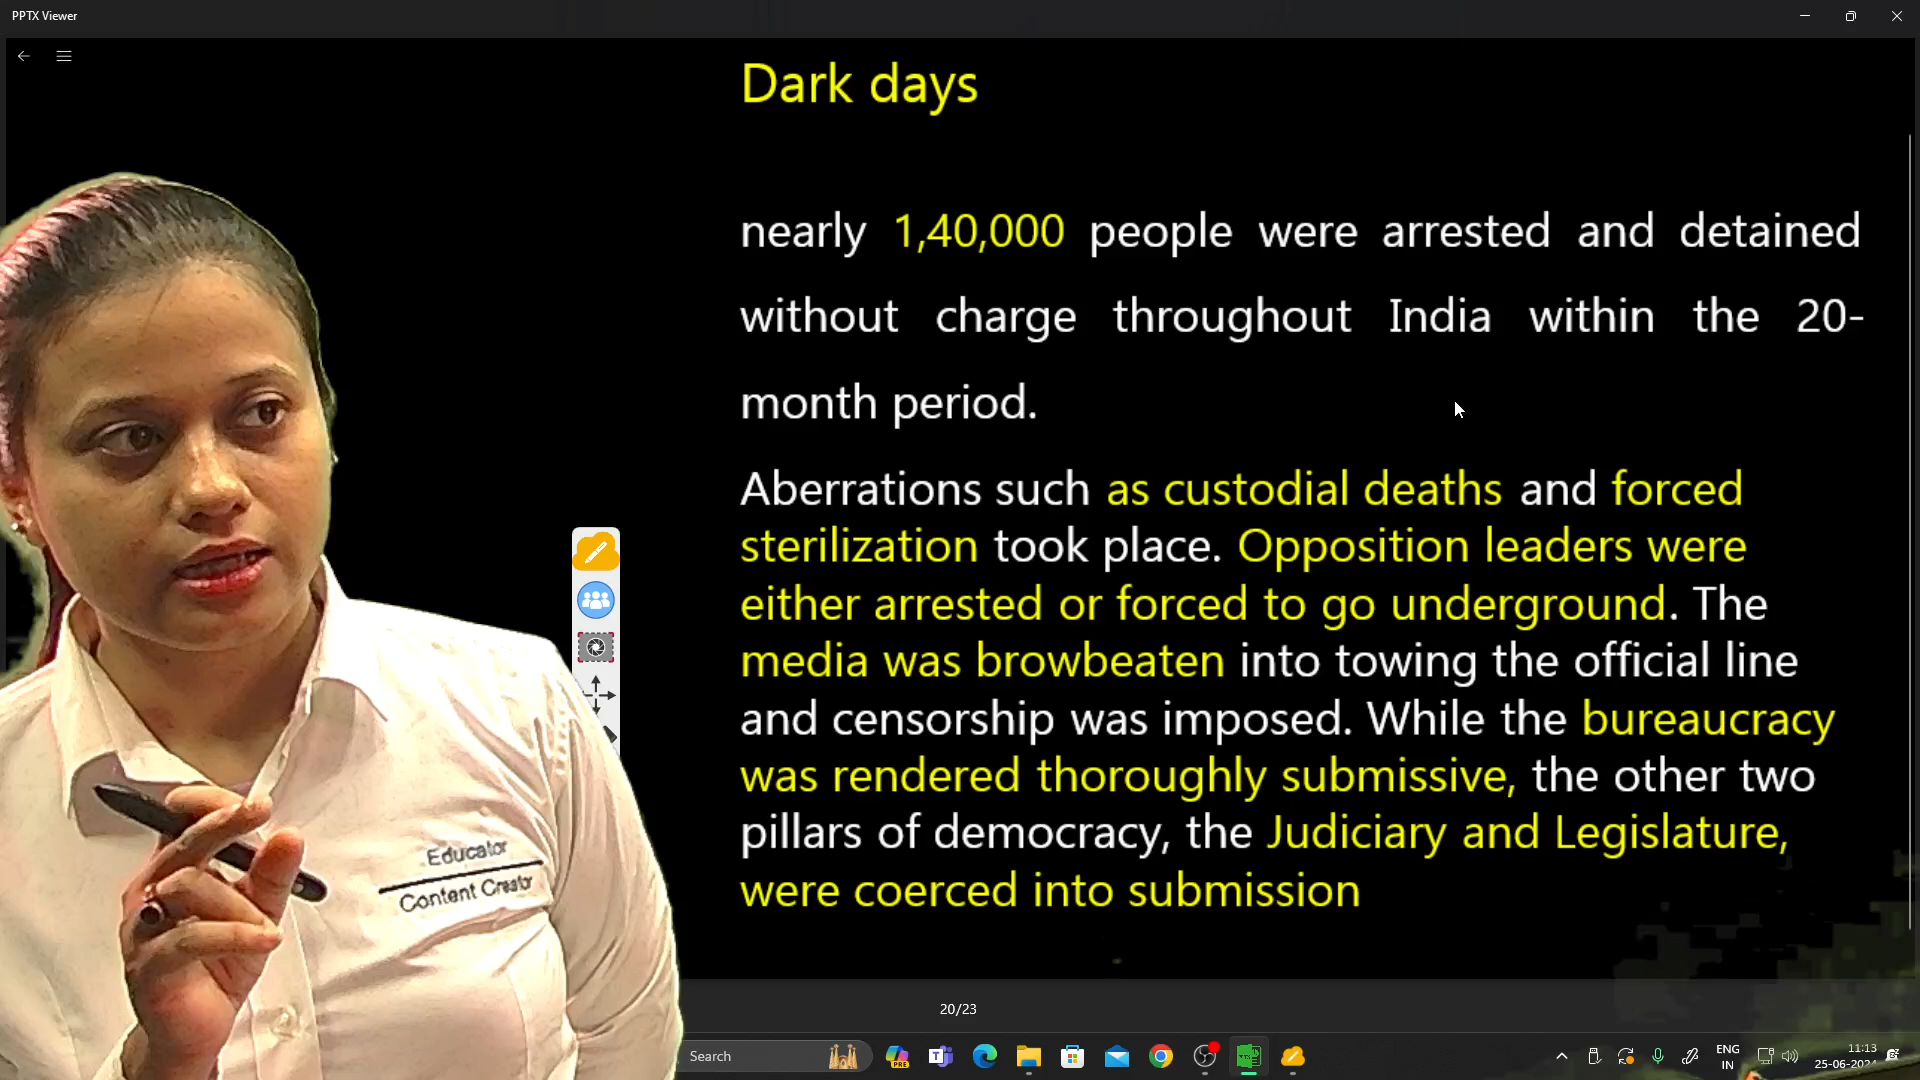 PPTX Viewer
Dark days
nearly 1,40,000 people were arrested and detained
without charge throughout India within the 20-
month period.
Aberrations such as custodial deaths and forced
sterilization took place. Opposition leaders were
either arrested or forced to go underground. The
media was browbeaten into towing the official line
and censorship was imposed. While the bureaucracy
was rendered thoroughly submissive, the other two
pillars of democracy, the Judiciary and Legislature,
were coerced into submission
Educator
Content Creator
20/23
Search
PRE
ENG
IN
11:13
25-06-2024